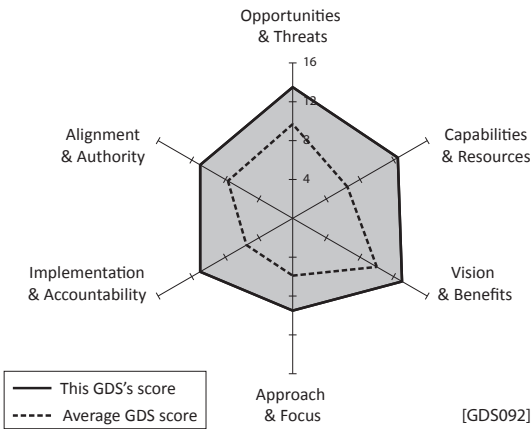 Opportunities
& Threats
16
12
8
4
Alignment
& Authority
Capabilities
& Resources
Implementation
& Accountability
Vision
& Benefits
This GDS's score
Average GDS score
Approach
& Focus
[GDS092]